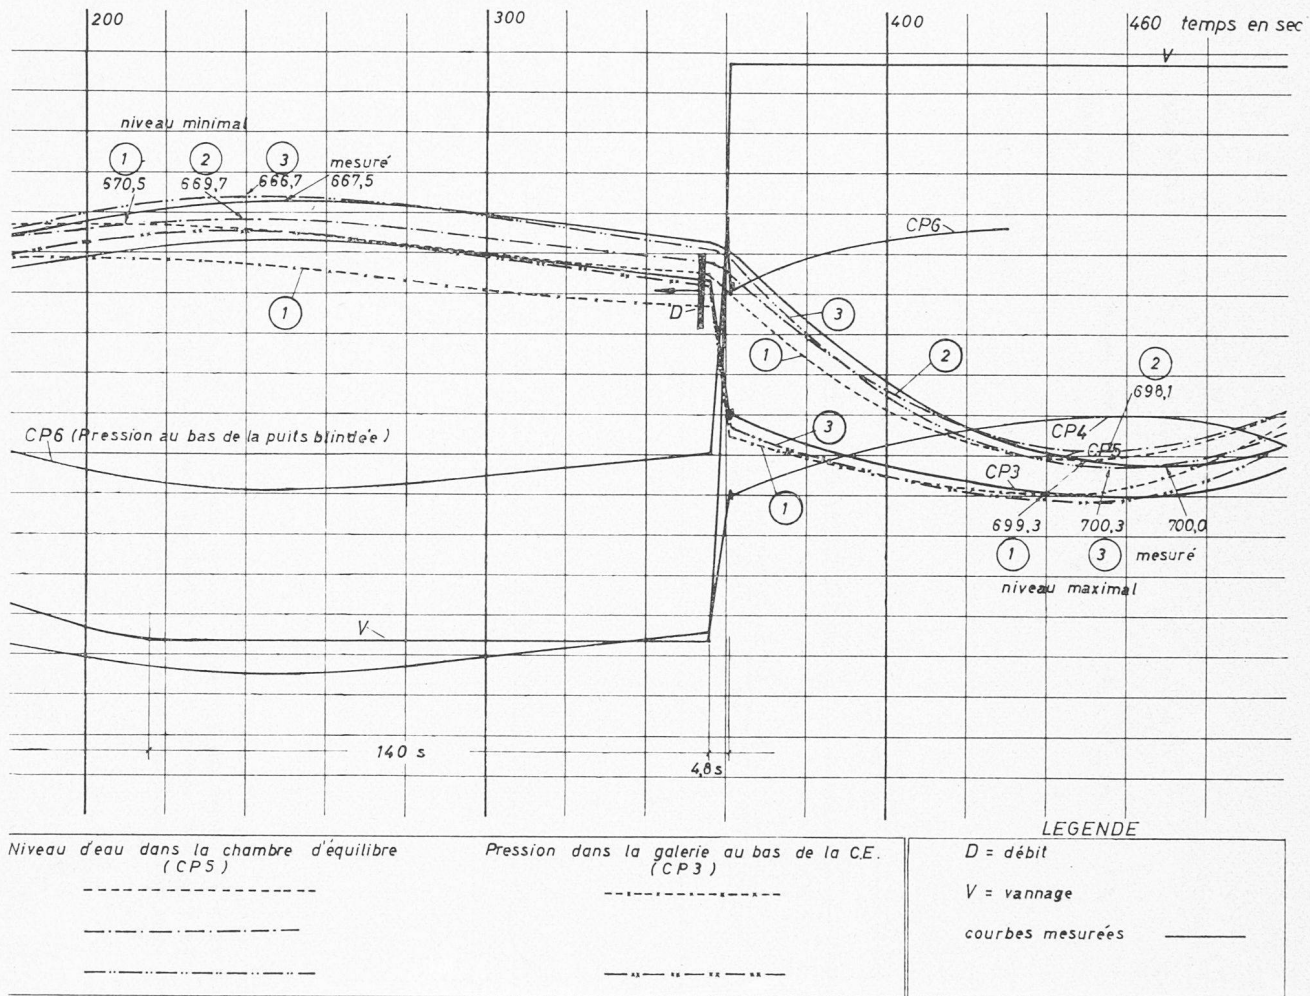 200
300
400
460 temps en sec
V
niveau minimal
1 2 3 mesuré
670,5 669,7 666,7 667,5
CP6
1
D
3
1
2
2
698,1
CP6 (Pression au bas de la puits blindée)
3
CP4
CP5
CP3
1
699,3 700,3 700,0
1 3 mesuré
niveau maximal
V
140 s
4,8s
LEGENDE
Niveau d'eau dans la chambre d'équilibre
(CP5)
Pression dans la galerie au bas de la C.E.
(CP3)
D = débit
V = vannage
courbes mesurées